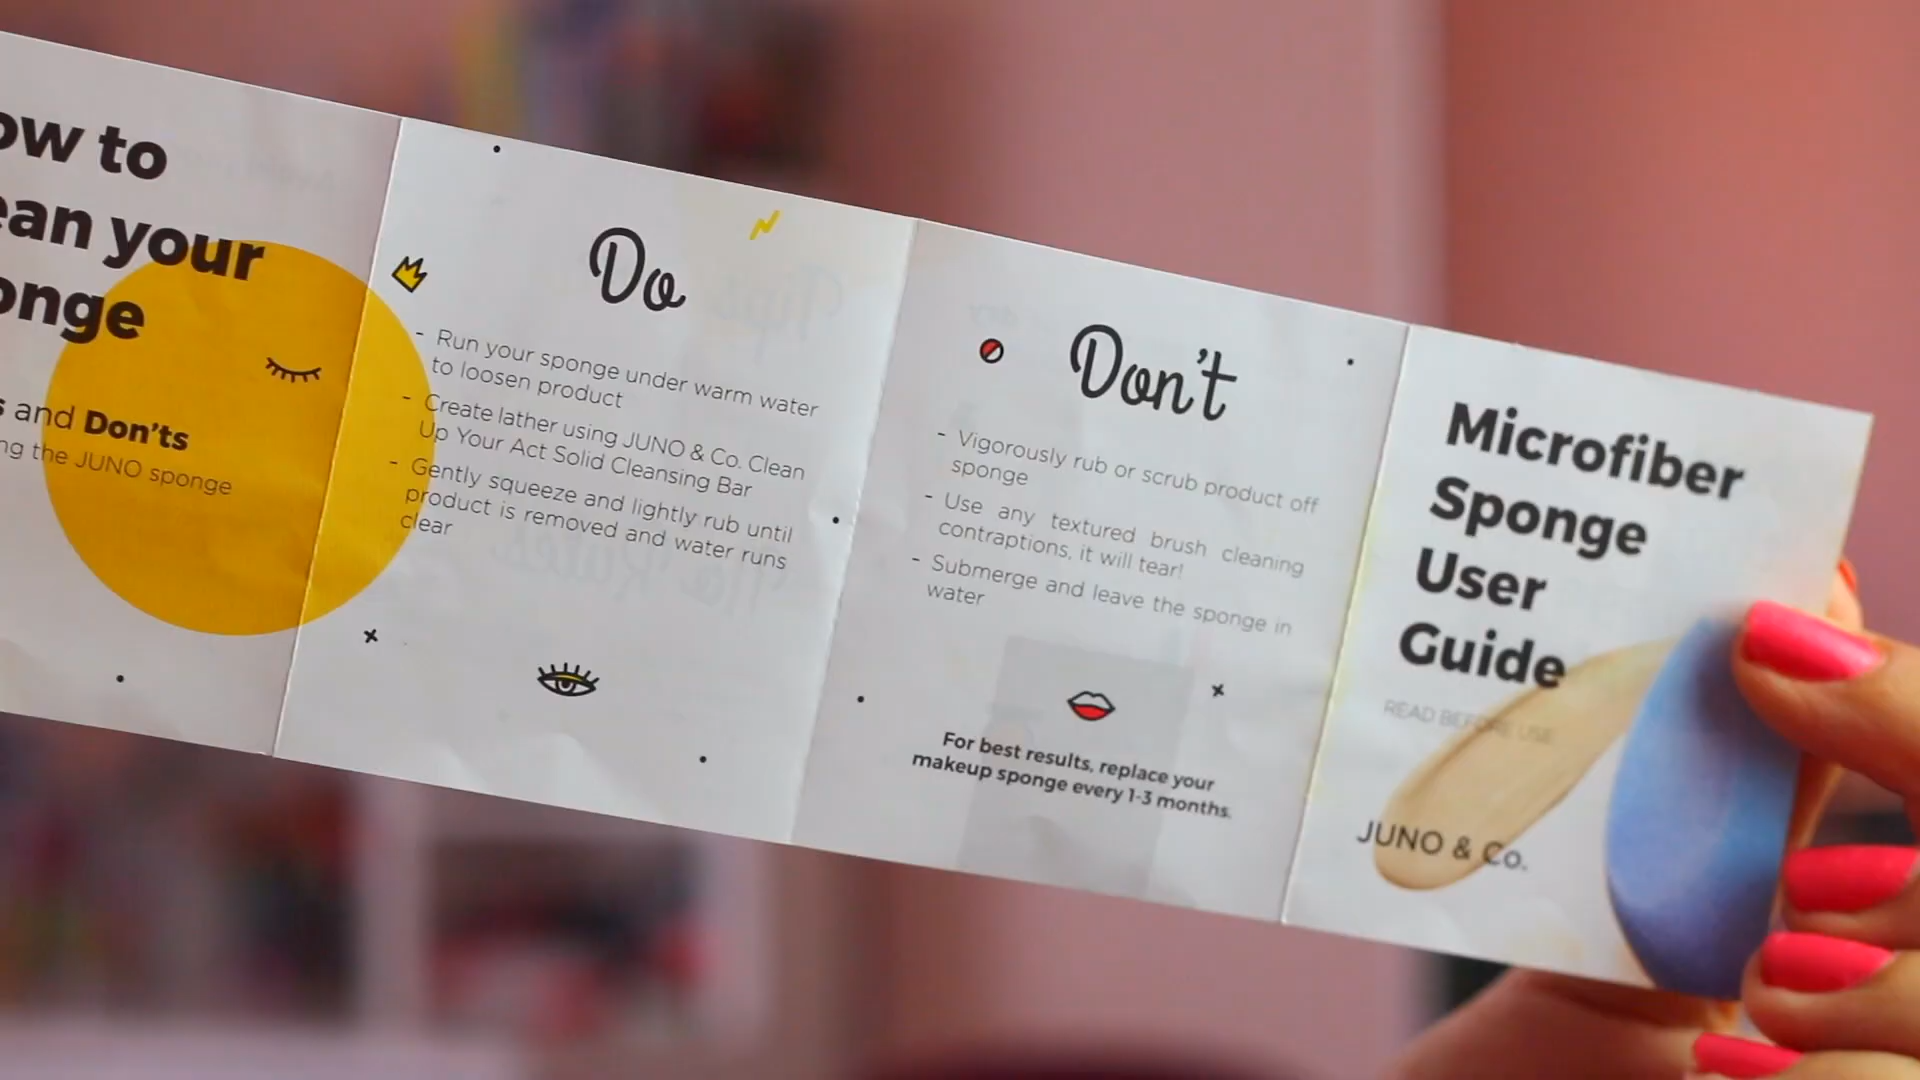 ow to
ean your
onge
s and Don'ts
ng the JUNO sponge
Do
- Run your sponge under warm water
to loosen product
- Create lather using JUNO & Co. Clean
Up Your Act Solid Cleansing Bar
- Gently squeeze and lightly rub until
product is removed and water runs
clear
Don't
- Vigorously rub or scrub product off
sponge
- Use any textured brush cleaning
contraptions, it will tear!
- Submerge and leave the sponge in
water
For best results, replace your
makeup sponge every 1-3 months.
Microfiber
Sponge
User
Guide
READ BEFORE USE
JUNO & Co.